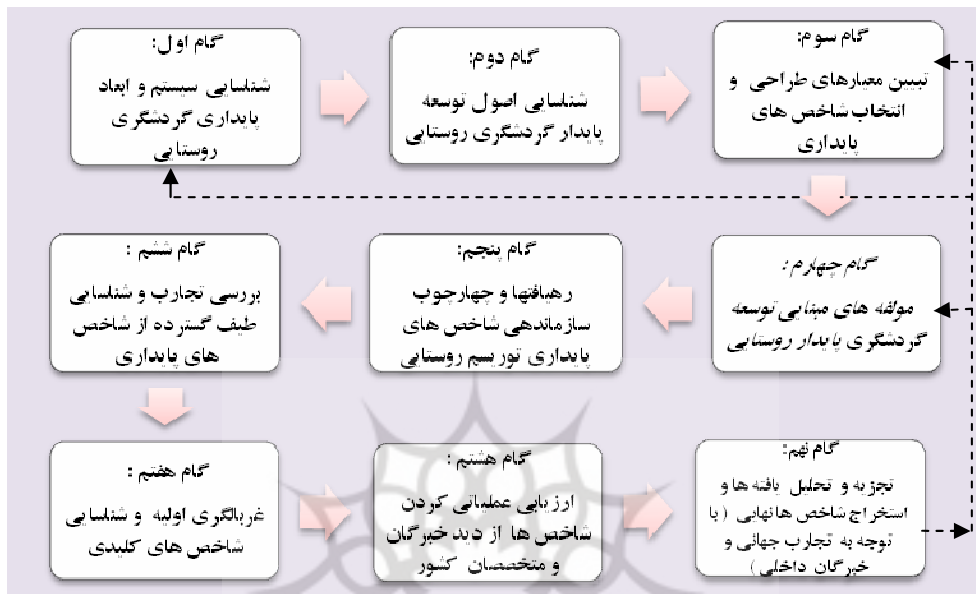 گام اول:
شناسایی سیستم و ابعاد
پایداری گردشگری
روستایی
گام دوم:
شناسایی اصول توسعه
پایدار گردشگری روستایی
گام سوم:
تبیین معیارهای طراحی و
انتخاب شاخص های
پایداری
گام چهارم:
مولفه های مبنایی توسعه
گردشگری پایدار روستایی
گام پنجم:
رهیافتها و چهارچوب
سازماندهی شاخص های
پایداری توریسم روستایی
گام ششم :
بررسی تجارب و شناسایی
طیف گسترده از شاخص
های پایداری
گام هفتم :
غربالگری اولیه و شناسایی
شاخص های کلیدی
گام هشتم :
ارزیابی عملیاتی کردن
شاخص ها از دید خبرگان
و متخصصان کشور
گام نهم:
تجزیه و تحلیل یافته ها و
استخراج شاخص هانهایی ( با
توجه به تجارب جهانی و
خبرگان داخلی)